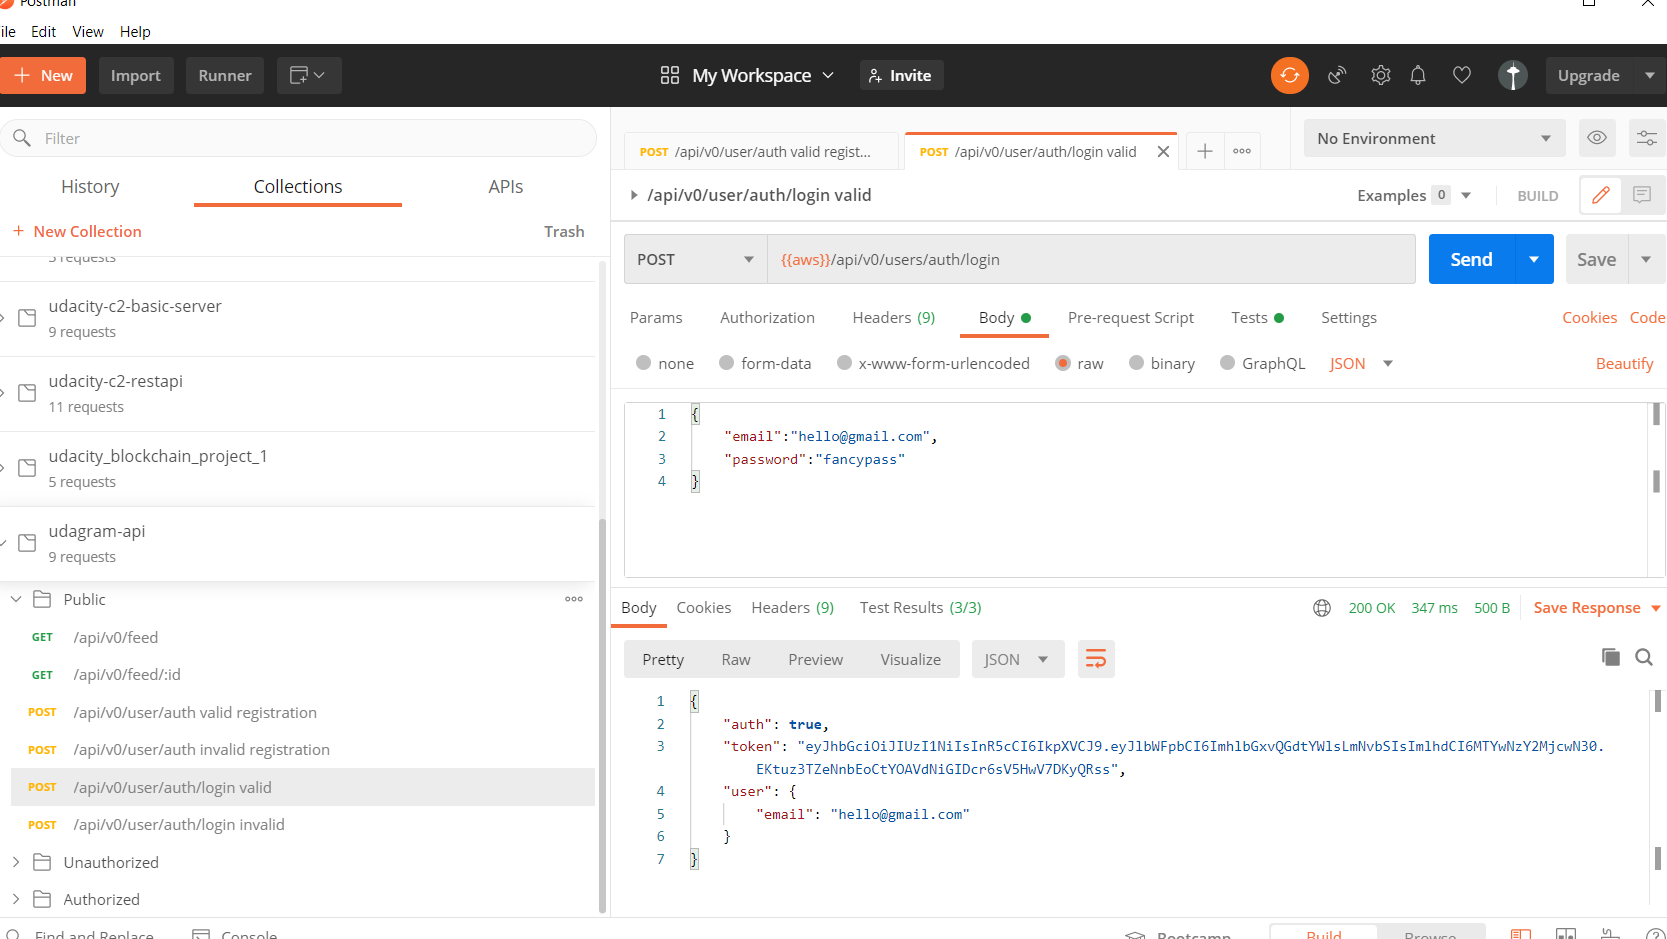 Postman
ile Edit View Help
New Import Runner My Workspace Invite Upgrade
Filter
History Collections APIs
+ New Collection Trash
5 requests
udacity-c2-basic-server
9 requests
udacity-c2-restapi
11 requests
udacity_blockchain_project_1
5 requests
udagram-api
9 requests
Public
GET /api/v0/feed
GET /api/v0/feed/:id
POST /api/v0/user/auth valid registration
POST /api/v0/user/auth invalid registration
POST /api/v0/user/auth/login valid
POST /api/v0/user/auth/login invalid
Unauthorized
Authorized
POST /api/v0/user/auth valid regist... POST /api/v0/user/auth/login valid No Environment
/api/v0/user/auth/login valid Examples 0 BUILD
POST {{aws}}/api/v0/users/auth/login Send Save
Params Authorization Headers (9) Body Pre-request Script Tests Settings Cookies Code
none form-data x-www-form-urlencoded raw binary GraphQL JSON Beautify
1 {
2 "email":"hello@gmail.com",
3 "password":"fancypass"
4 }
Body Cookies Headers (9) Test Results (3/3) 200 OK 347 ms 500 B Save Response
Pretty Raw Preview Visualize JSON
1 {
2 "auth": true,
3 "token": "eyJhbGciOiJIUzI1NiIsInR5cCI6IkpXVCJ9.eyJlbWFpbCI6ImhlbGxvQGdtYWlsLmNvbSIsImlhdCI6MTYwNzY2MjcwN30.
EKtuz3TZeNnbEoCtYOAVdNiGIDcr6sV5HwV7DKyQRss",
4 "user": {
5 "email": "hello@gmail.com"
6 }
7 }
Find and Replace Console Bootcamp Build Browse